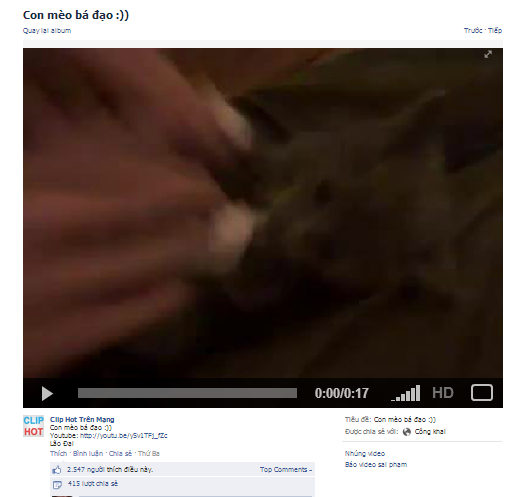 Con mèo bá đạo :))
Quay lại album
Trước · Tiếp
0:00/0:17
HD
CLIP
HOT
Clip Hot Trên Mạng
Con mèo bá đạo :))
Youtube: http://youtu.be/ySv1TFj_fZc
Lão Đại
Thích · Bình luận · Chia sẻ · Thứ Ba
2.547 người thích điều này.
Top Comments
415 lượt chia sẻ
Tiêu đề: Con mèo bá đạo :))
Được chia sẻ với: Công khai
Nhúng video
Báo video sai phạm